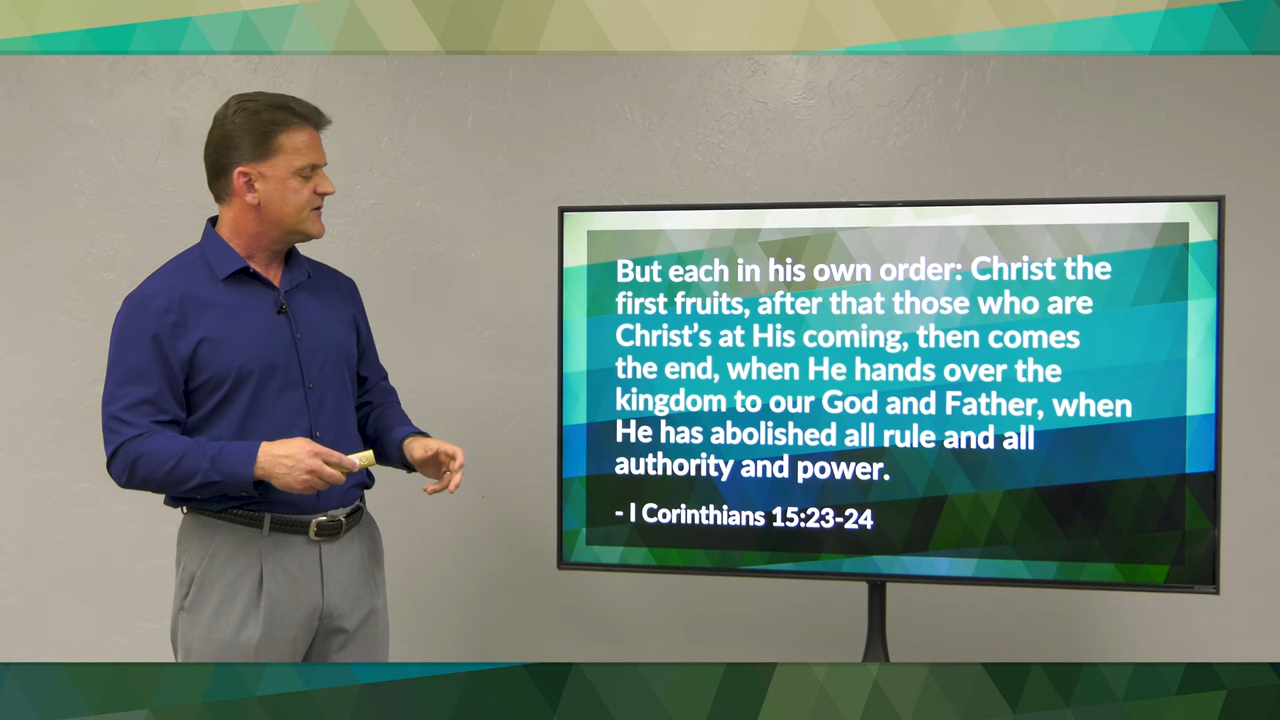 But each in his own order: Christ the
first fruits, after that those who are
Christ's at His coming, then comes
the end, when He hands over the
kingdom to our God and Father, when
He has abolished all rule and all
authority and power.
- I Corinthians 15:23-24